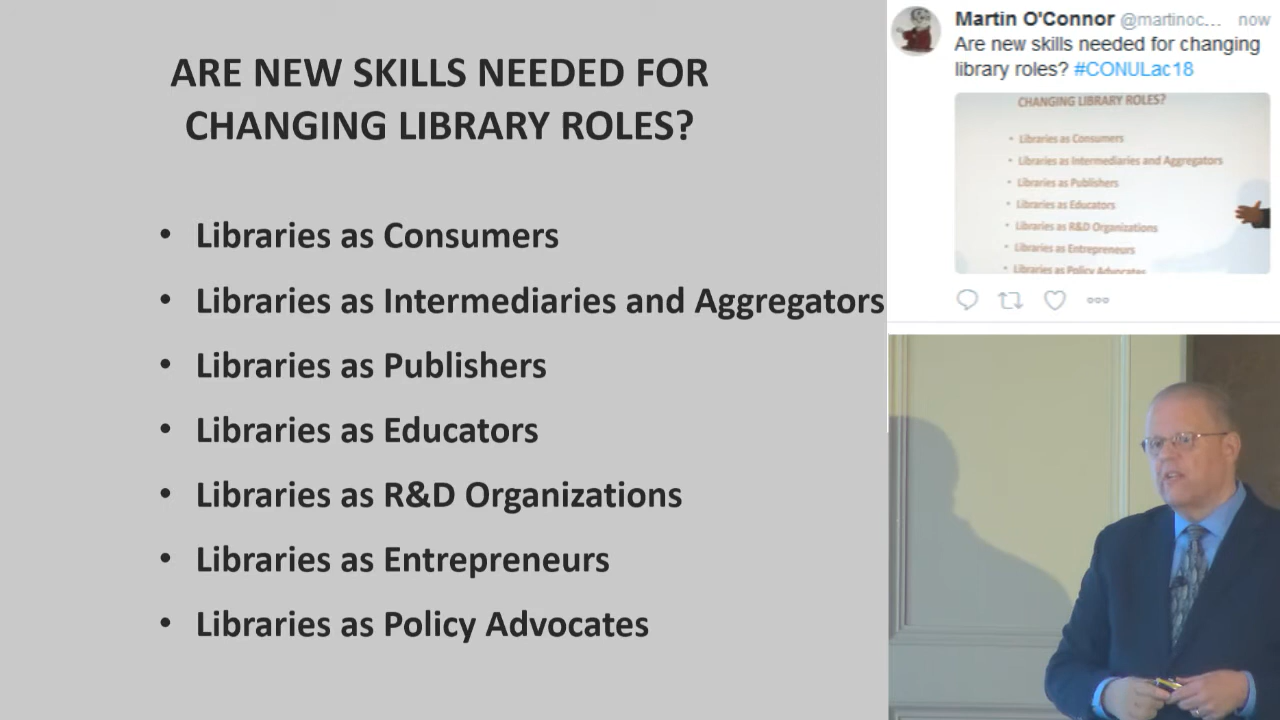 ARE NEW SKILLS NEEDED FOR
CHANGING LIBRARY ROLES?
• Libraries as Consumers
• Libraries as Intermediaries and Aggregators
• Libraries as Publishers
• Libraries as Educators
• Libraries as R&D Organizations
• Libraries as Entrepreneurs
• Libraries as Policy Advocates
Martin O'Connor @martinoc... now
Are new skills needed for changing
library roles? #CONULac18
CHANGING LIBRARY ROLES?
• Libraries as Consumers
• Libraries as Intermediaries and Aggregators
• Libraries as Publishers
• Libraries as Educators
• Libraries as R&D Organizations
• Libraries as Entrepreneurs
• Libraries as Policy Advocates